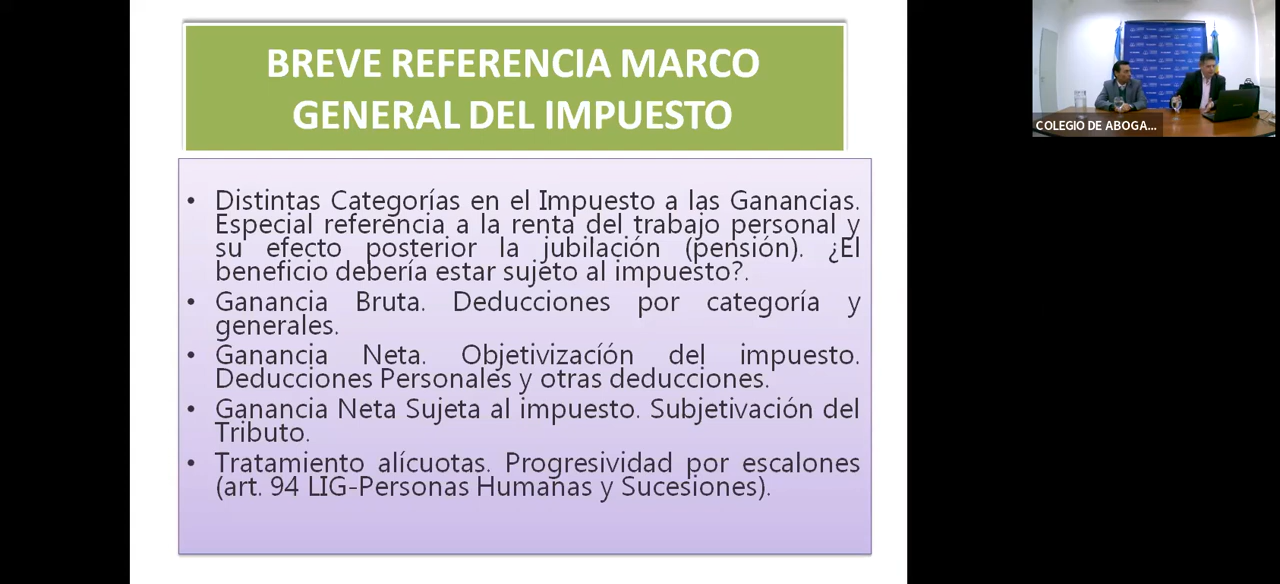 BREVE REFERENCIA MARCO
GENERAL DEL IMPUESTO
• Distintas Categorías en el Impuesto a las Ganancias.
Especial referencia a la renta del trabajo personal y
su efecto posterior la jubilación (pensión). ¿El
beneficio debería estar sujeto al impuesto?.
• Ganancia Bruta. Deducciones por categoría y
generales.
• Ganancia Neta. Objetivizacíón del impuesto.
Deducciones Personales y otras deducciones.
• Ganancia Neta Sujeta al impuesto. Subjetivación del
Tributo.
• Tratamiento alícuotas. Progresividad por escalones
(art. 94 LIG-Personas Humanas y Sucesiones).
COLEGIO DE ABOGA...